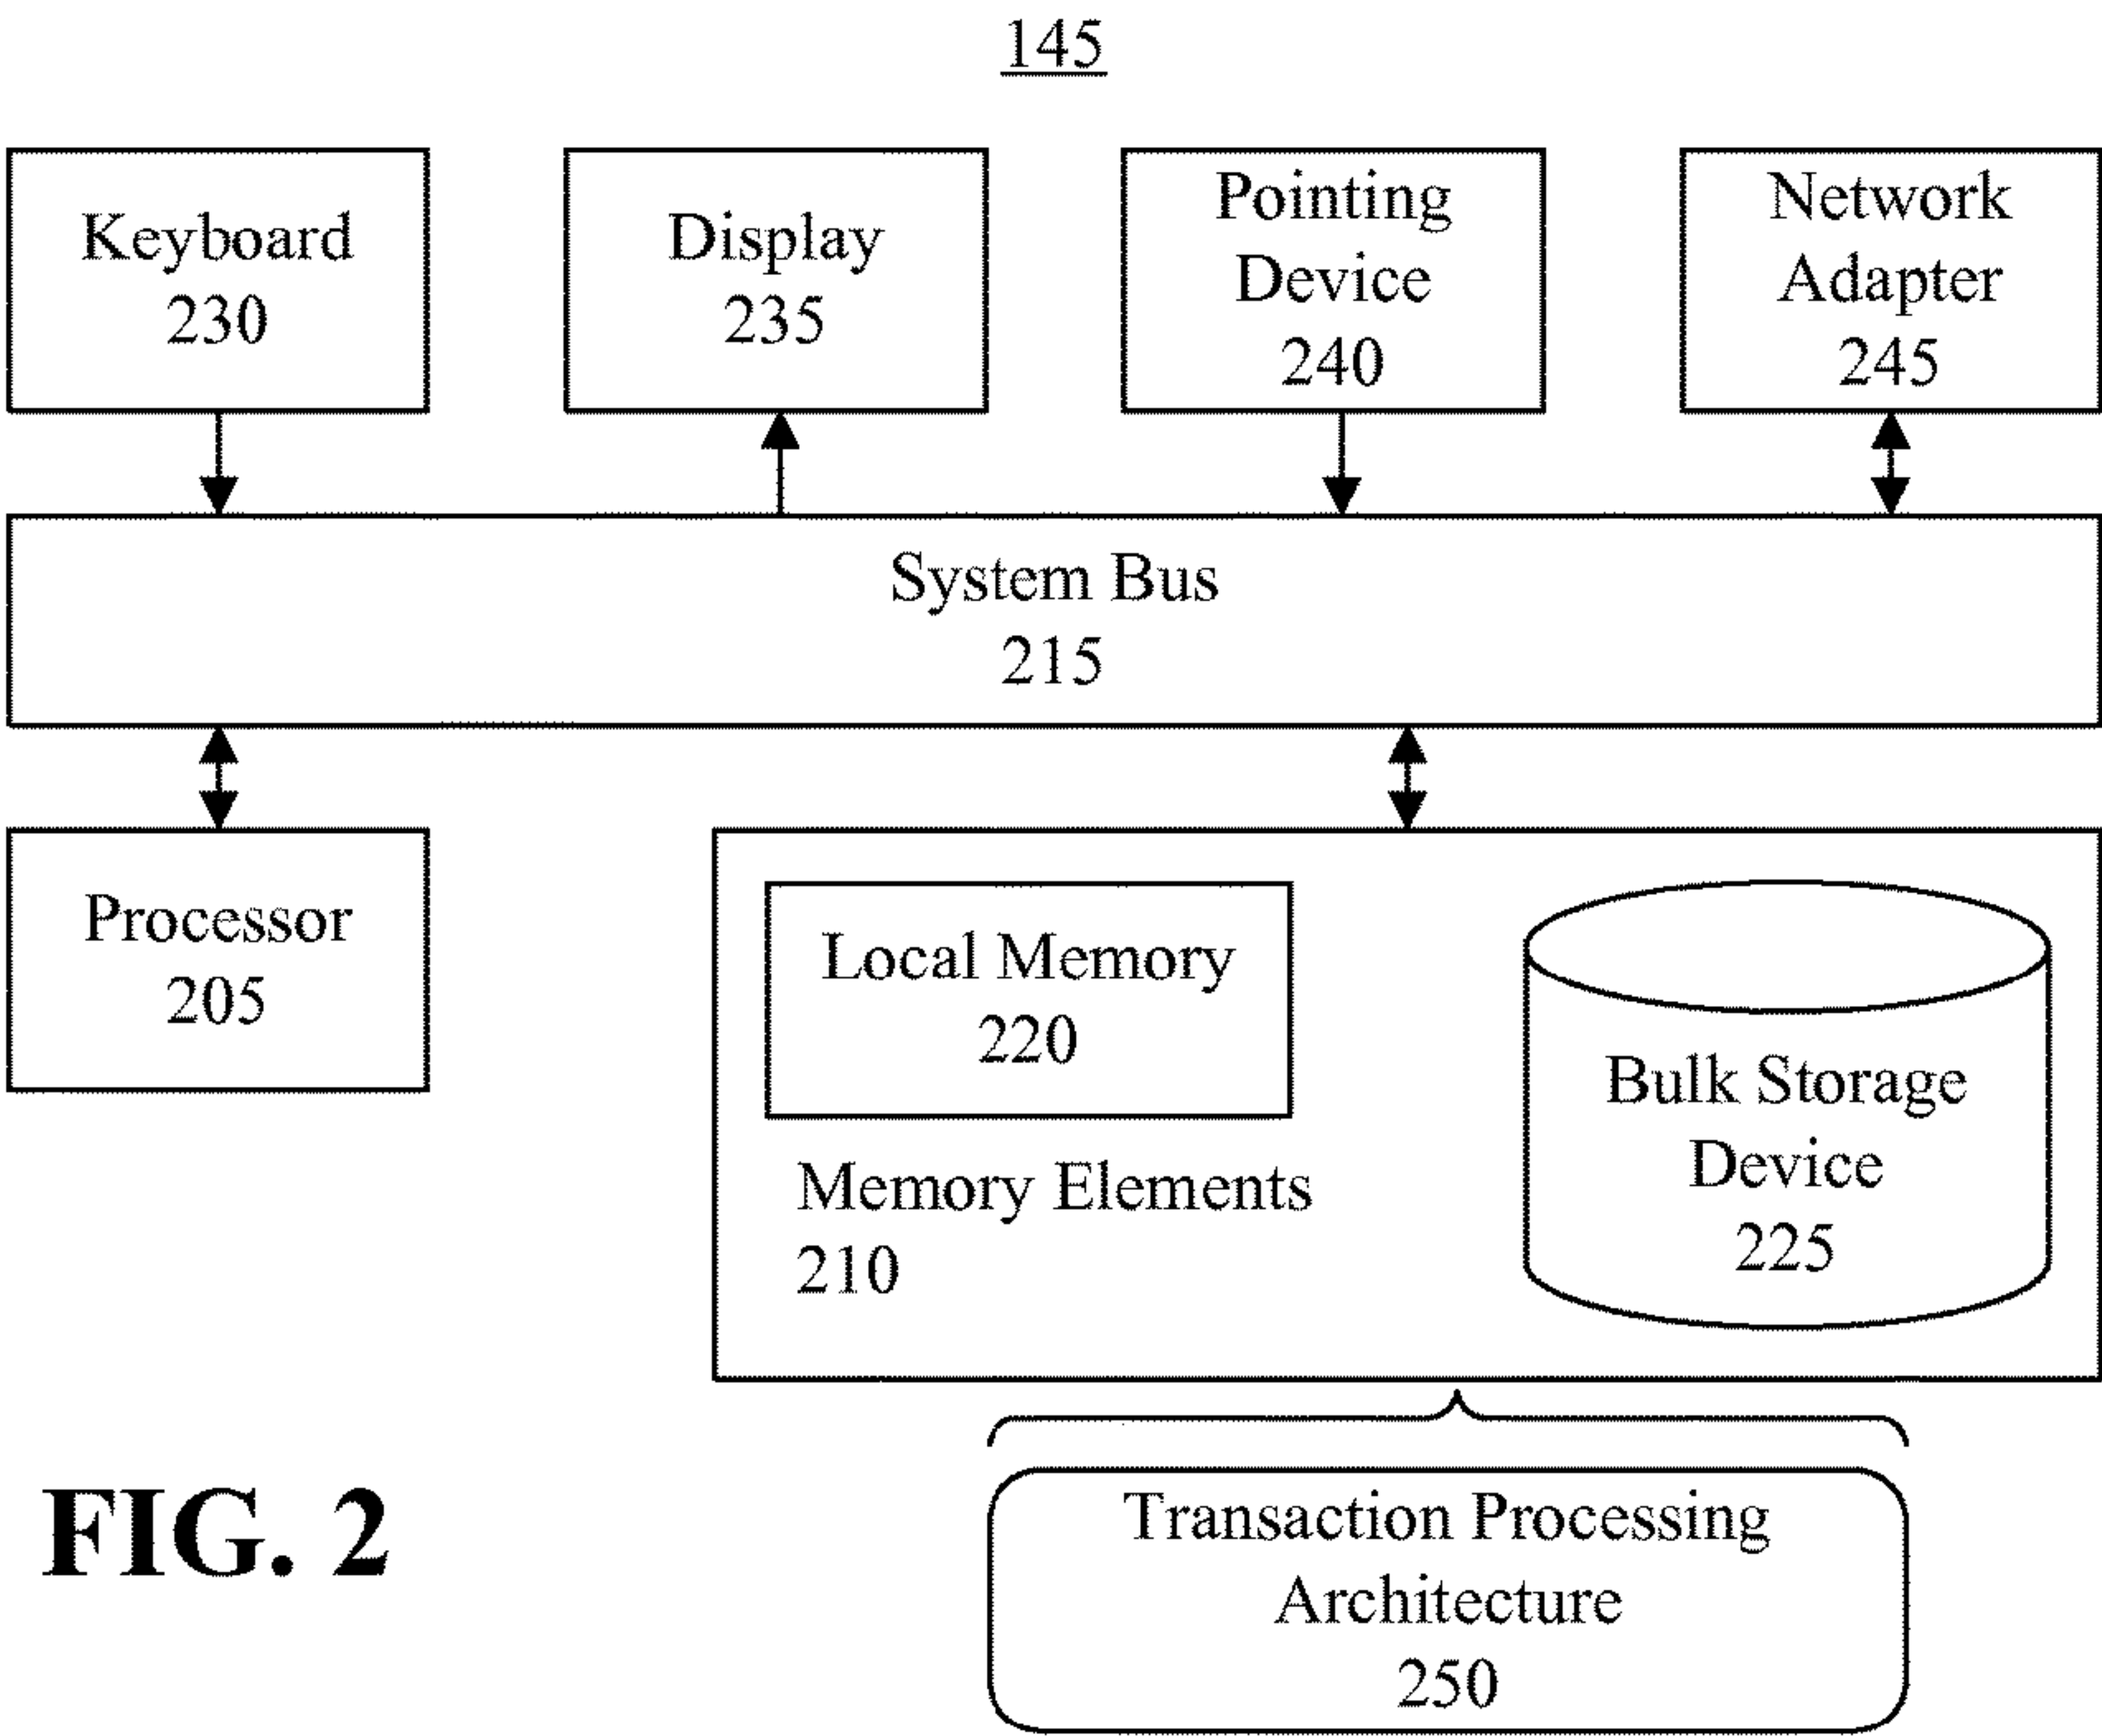 145
Keyboard
230
Display
235
Pointing
Device
240
Network
Adapter
245
System Bus
215
Processor
205
Local Memory
220
Memory Elements
210
Bulk Storage
Device
225
Transaction Processing
Architecture
250
FIG. 2